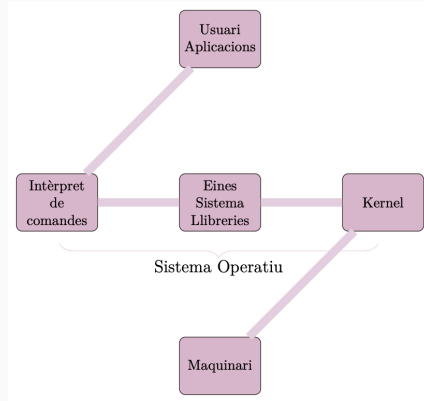 Usuari
Aplicacions
Intèrpret
de
comandes
Eines
Sistema
Llibreries
Kernel
Sistema Operatiu
Maquinari